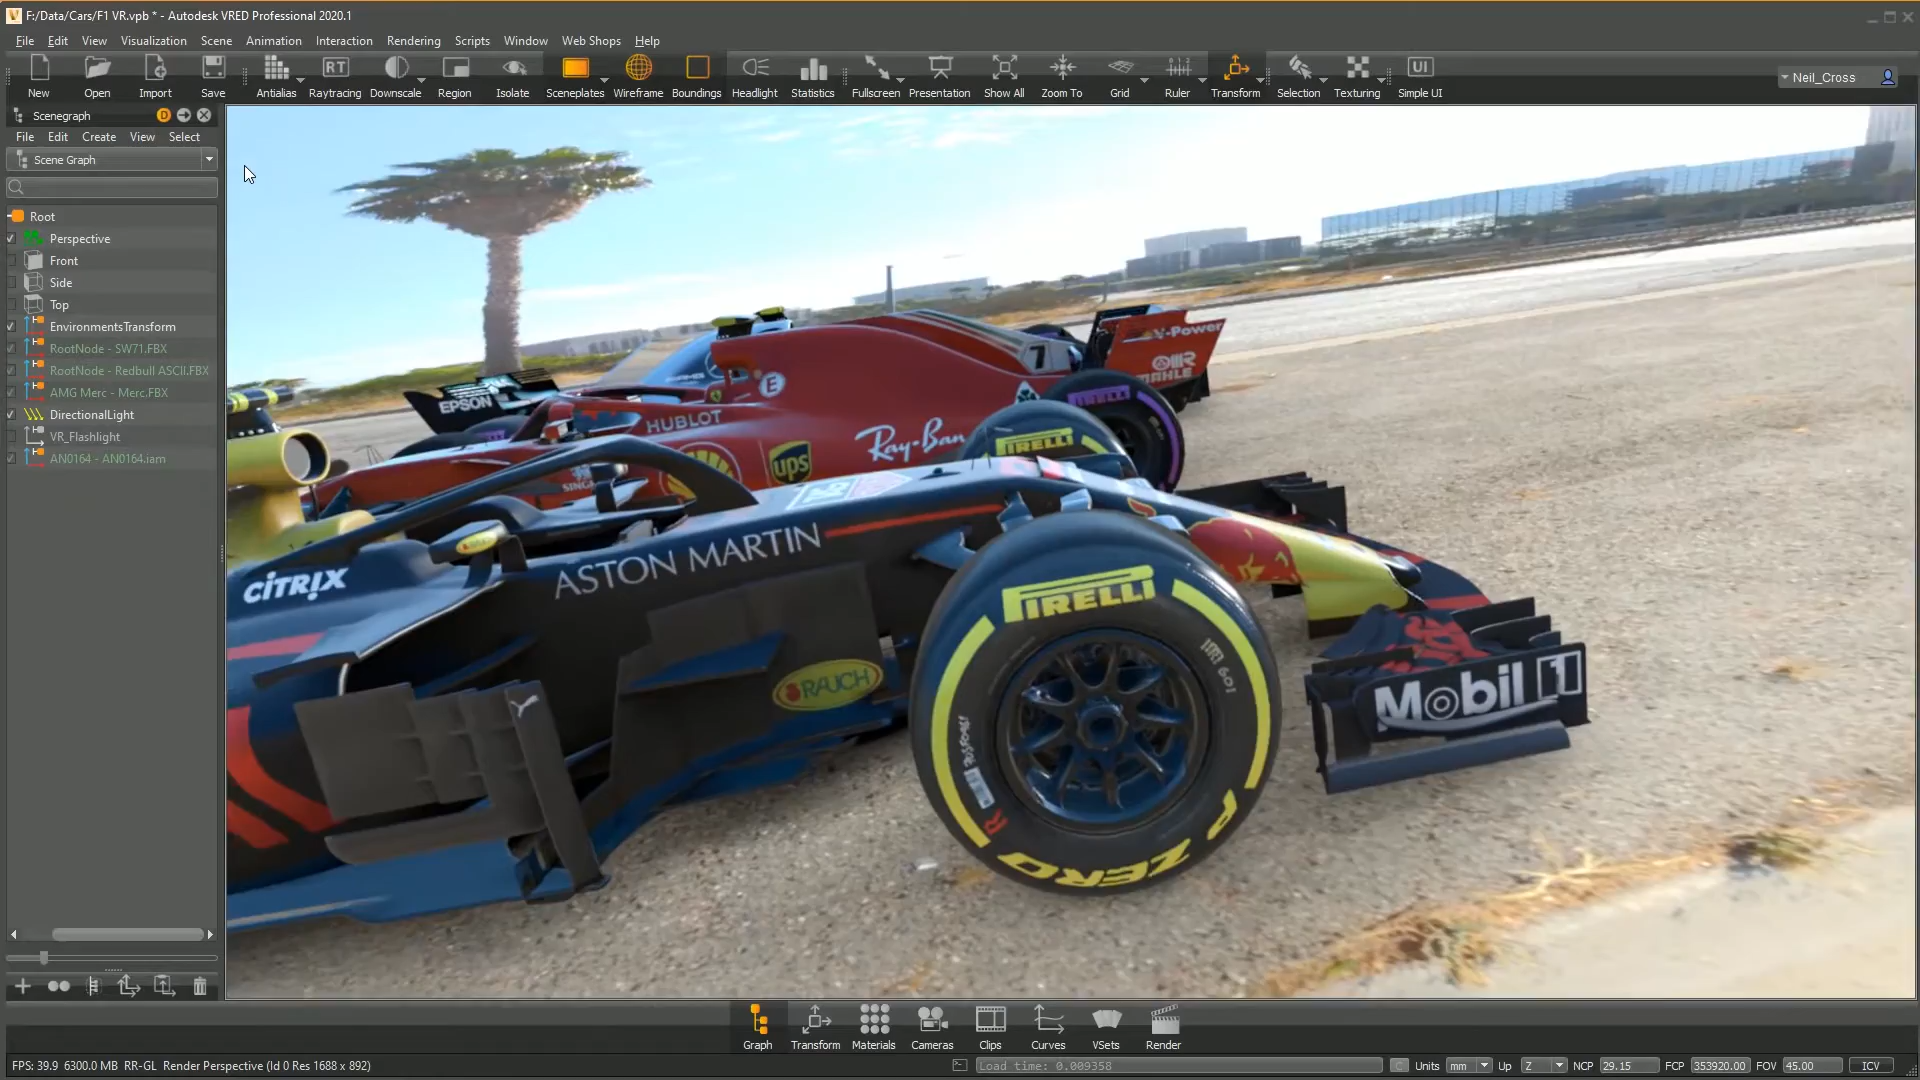 F:/Data/Cars/F1 VR.vpb * - Autodesk VRED Professional 2020.1
File Edit View Visualization Scene Animation Interaction Rendering Scripts Window Web Shops Help
RT UI
New Open Import Save Antialias Raytracing Downscale Region Isolate Sceneplates Wireframe Boundings Headlight Statistics Fullscreen Presentation Show All Zoom To Grid Ruler Transform Selection Texturing Simple UI
Neil_Cross
Scenegraph D
File Edit Create View Select
Scene Graph
Root
Perspective
Front
Side
Top
EnvironmentsTransform
RootNode - SW71.FBX
RootNode - Redbull ASCII.FBX
AMG Merc - Merc.FBX
DirectionalLight
VR_Flashlight
AN0164 - AN0164.iam
V-Power
MAHLE
EPSON
E
HUBLOT
PIRELLI
Ray-Ban
PIRELLI
ups
CİTRIX
ASTON MARTIN
PIRELLI
RAUCH
Mobil 1
P ZERO
Graph Transform Materials Cameras Clips Curves VSets Render
FPS: 39.9 6300.0 MB RR-GL Render Perspective (Id 0 Res 1688 x 892)
Load time: 0.009358
C Units mm Up Z NCP 29.15 FCP 353920.00 FOV 45.00 ICV